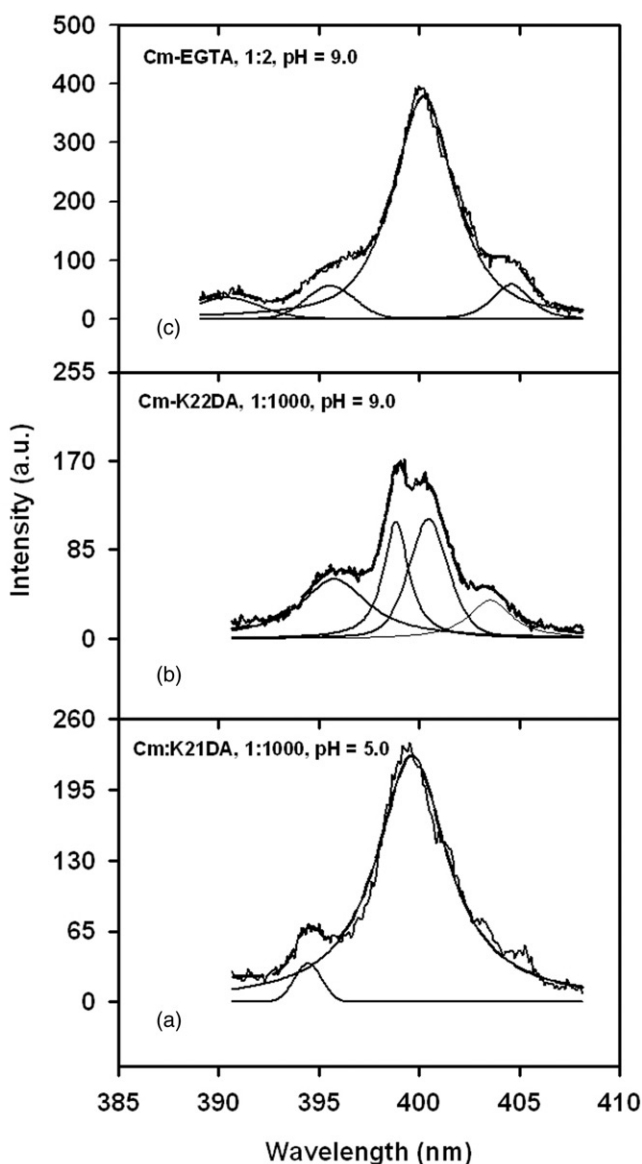 500
Cm-EGTA, 1:2, pH = 9.0
400
300
200
100
0
(c)
255
Cm-K22DA, 1:1000, pH = 9.0
170
85
0
(b)
260
Cm:K21DA, 1:1000, pH = 5.0
195
130
65
0
(a)
Intensity (a.u.)
385 390 395 400 405 410
Wavelength (nm)